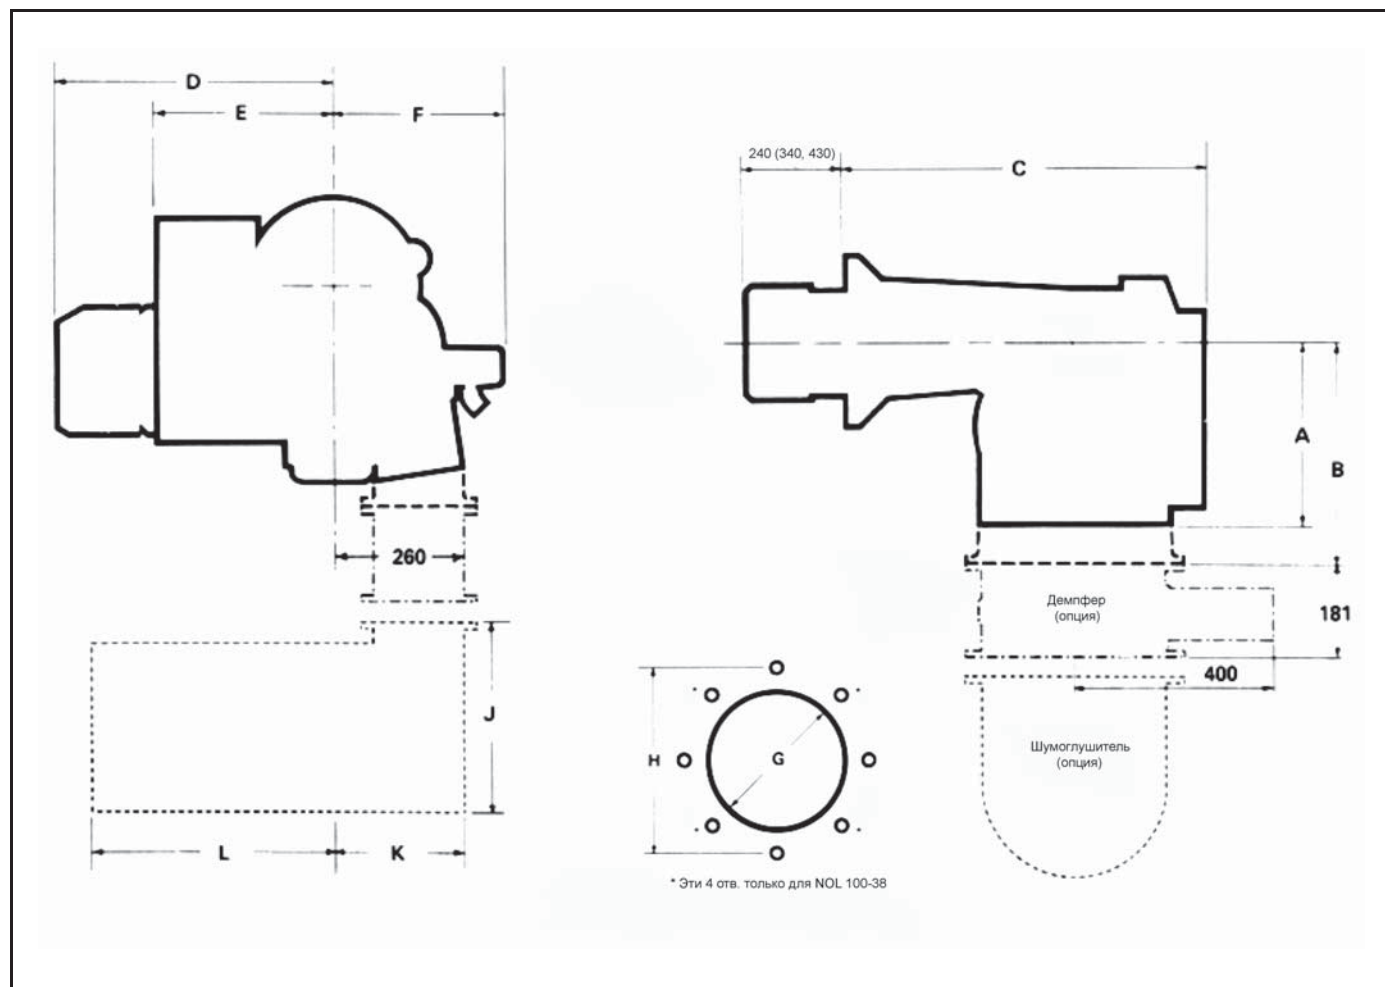 D
E
F
240 (340, 430)
C
A
B
260
Демпфер
(опция)
181
400
J
H
G
Шумоглушитель
(опция)
L
K
* Эти 4 отв. только для NOL 100-38